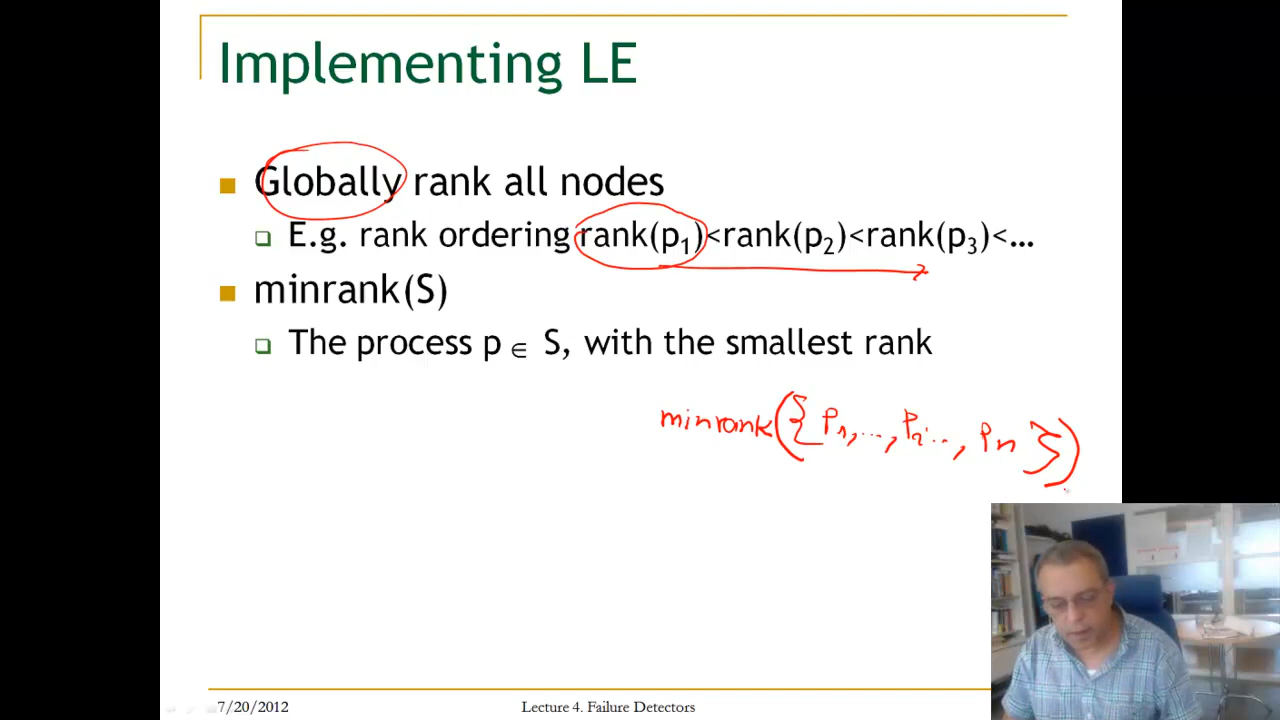 Implementing LE
Globally rank all nodes
E.g. rank ordering rank(p₁)<rank(p₂)<rank(p₃)<…
minrank(S)
The process p ∈ S, with the smallest rank
minrank({P₁,...,P₂..,Pn})
7/20/2012
Lecture 4. Failure Detectors